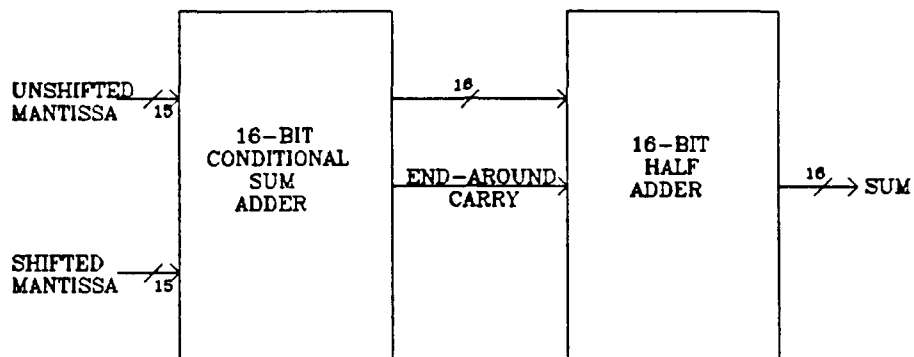 UNSHIFTED
MANTISSA
15
16-BIT
CONDITIONAL
SUM
ADDER
16
END-AROUND
CARRY
16-BIT
HALF
ADDER
16
SUM
SHIFTED
MANTISSA
15